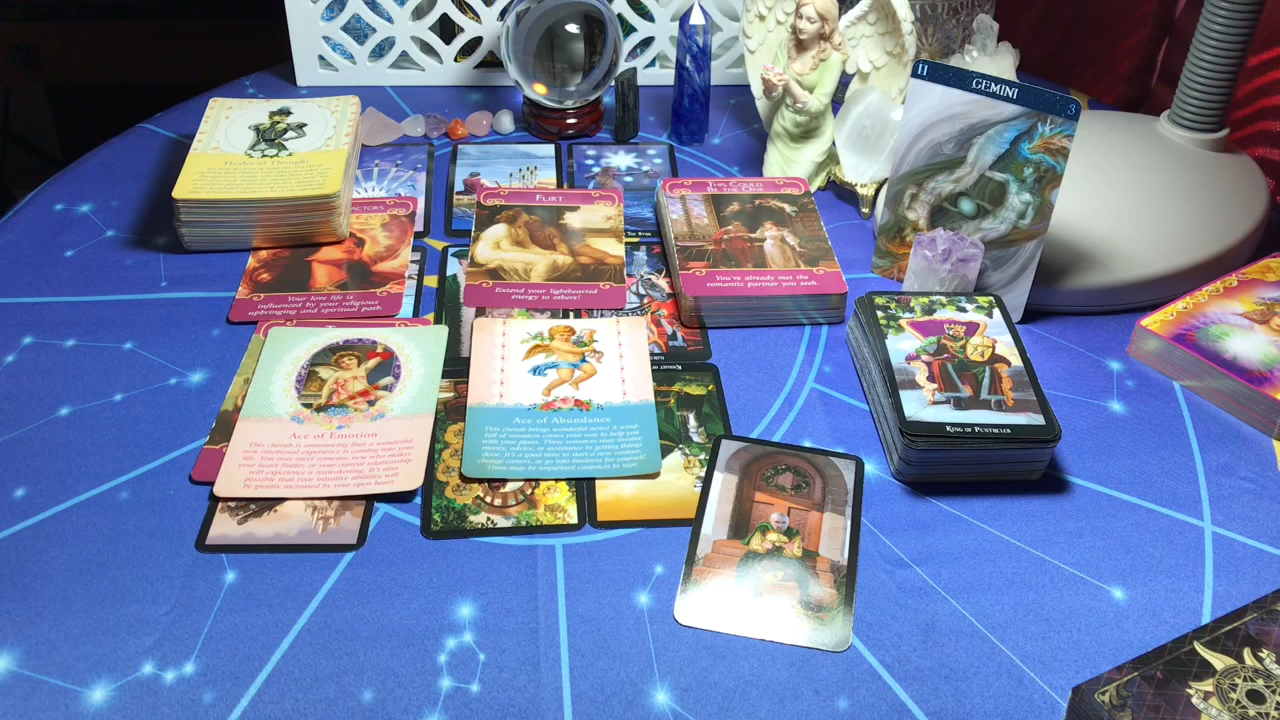 11
GEMINI
3
Healer of Thought
ACTORS
Your love life is
influenced by your religious
upbringing and spiritual path.
FLIRT
Extend your lighthearted
energy to others!
THE STAR
THIS COULD
BE THE ONE
You've already met the
romantic partner you seek.
KNIGHT OF
Ace of Emotion
This cherub is announcing that a wonderful
new emotional experience is coming into your
life. You may meet someone new who makes
your heart flutter, or your current relationship
will experience a reawakening. It's also
possible that your intuitive abilities will
be greatly increased by your open heart.
Ace of Abundance
This cherub brings wonderful news! A wind-
fall of resources comes your way to help you
with your plans. These resources may involve
money, advice, or assistance to getting things
done. It's a good time to start a new venture,
change careers, or go into business for yourself.
There may be important contracts to sign.
KING OF PENTACLES